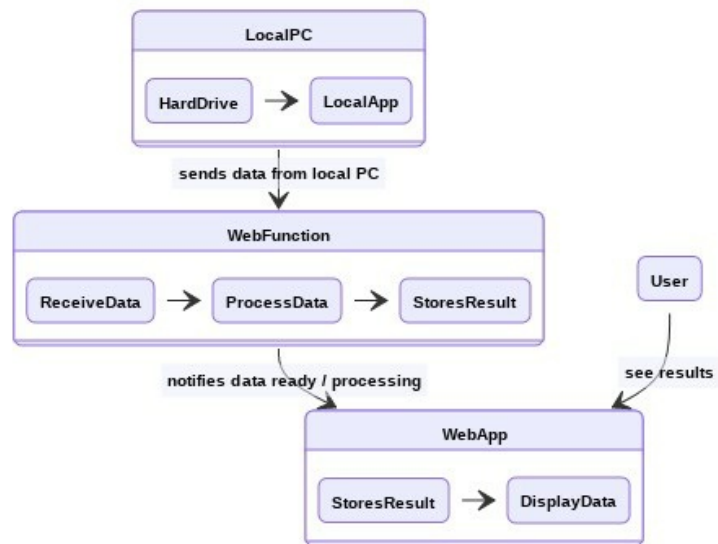 LocalPC
HardDrive
LocalApp
sends data from local PC
WebFunction
ReceiveData
ProcessData
StoresResult
User
notifies data ready / processing
see results
WebApp
StoresResult
DisplayData